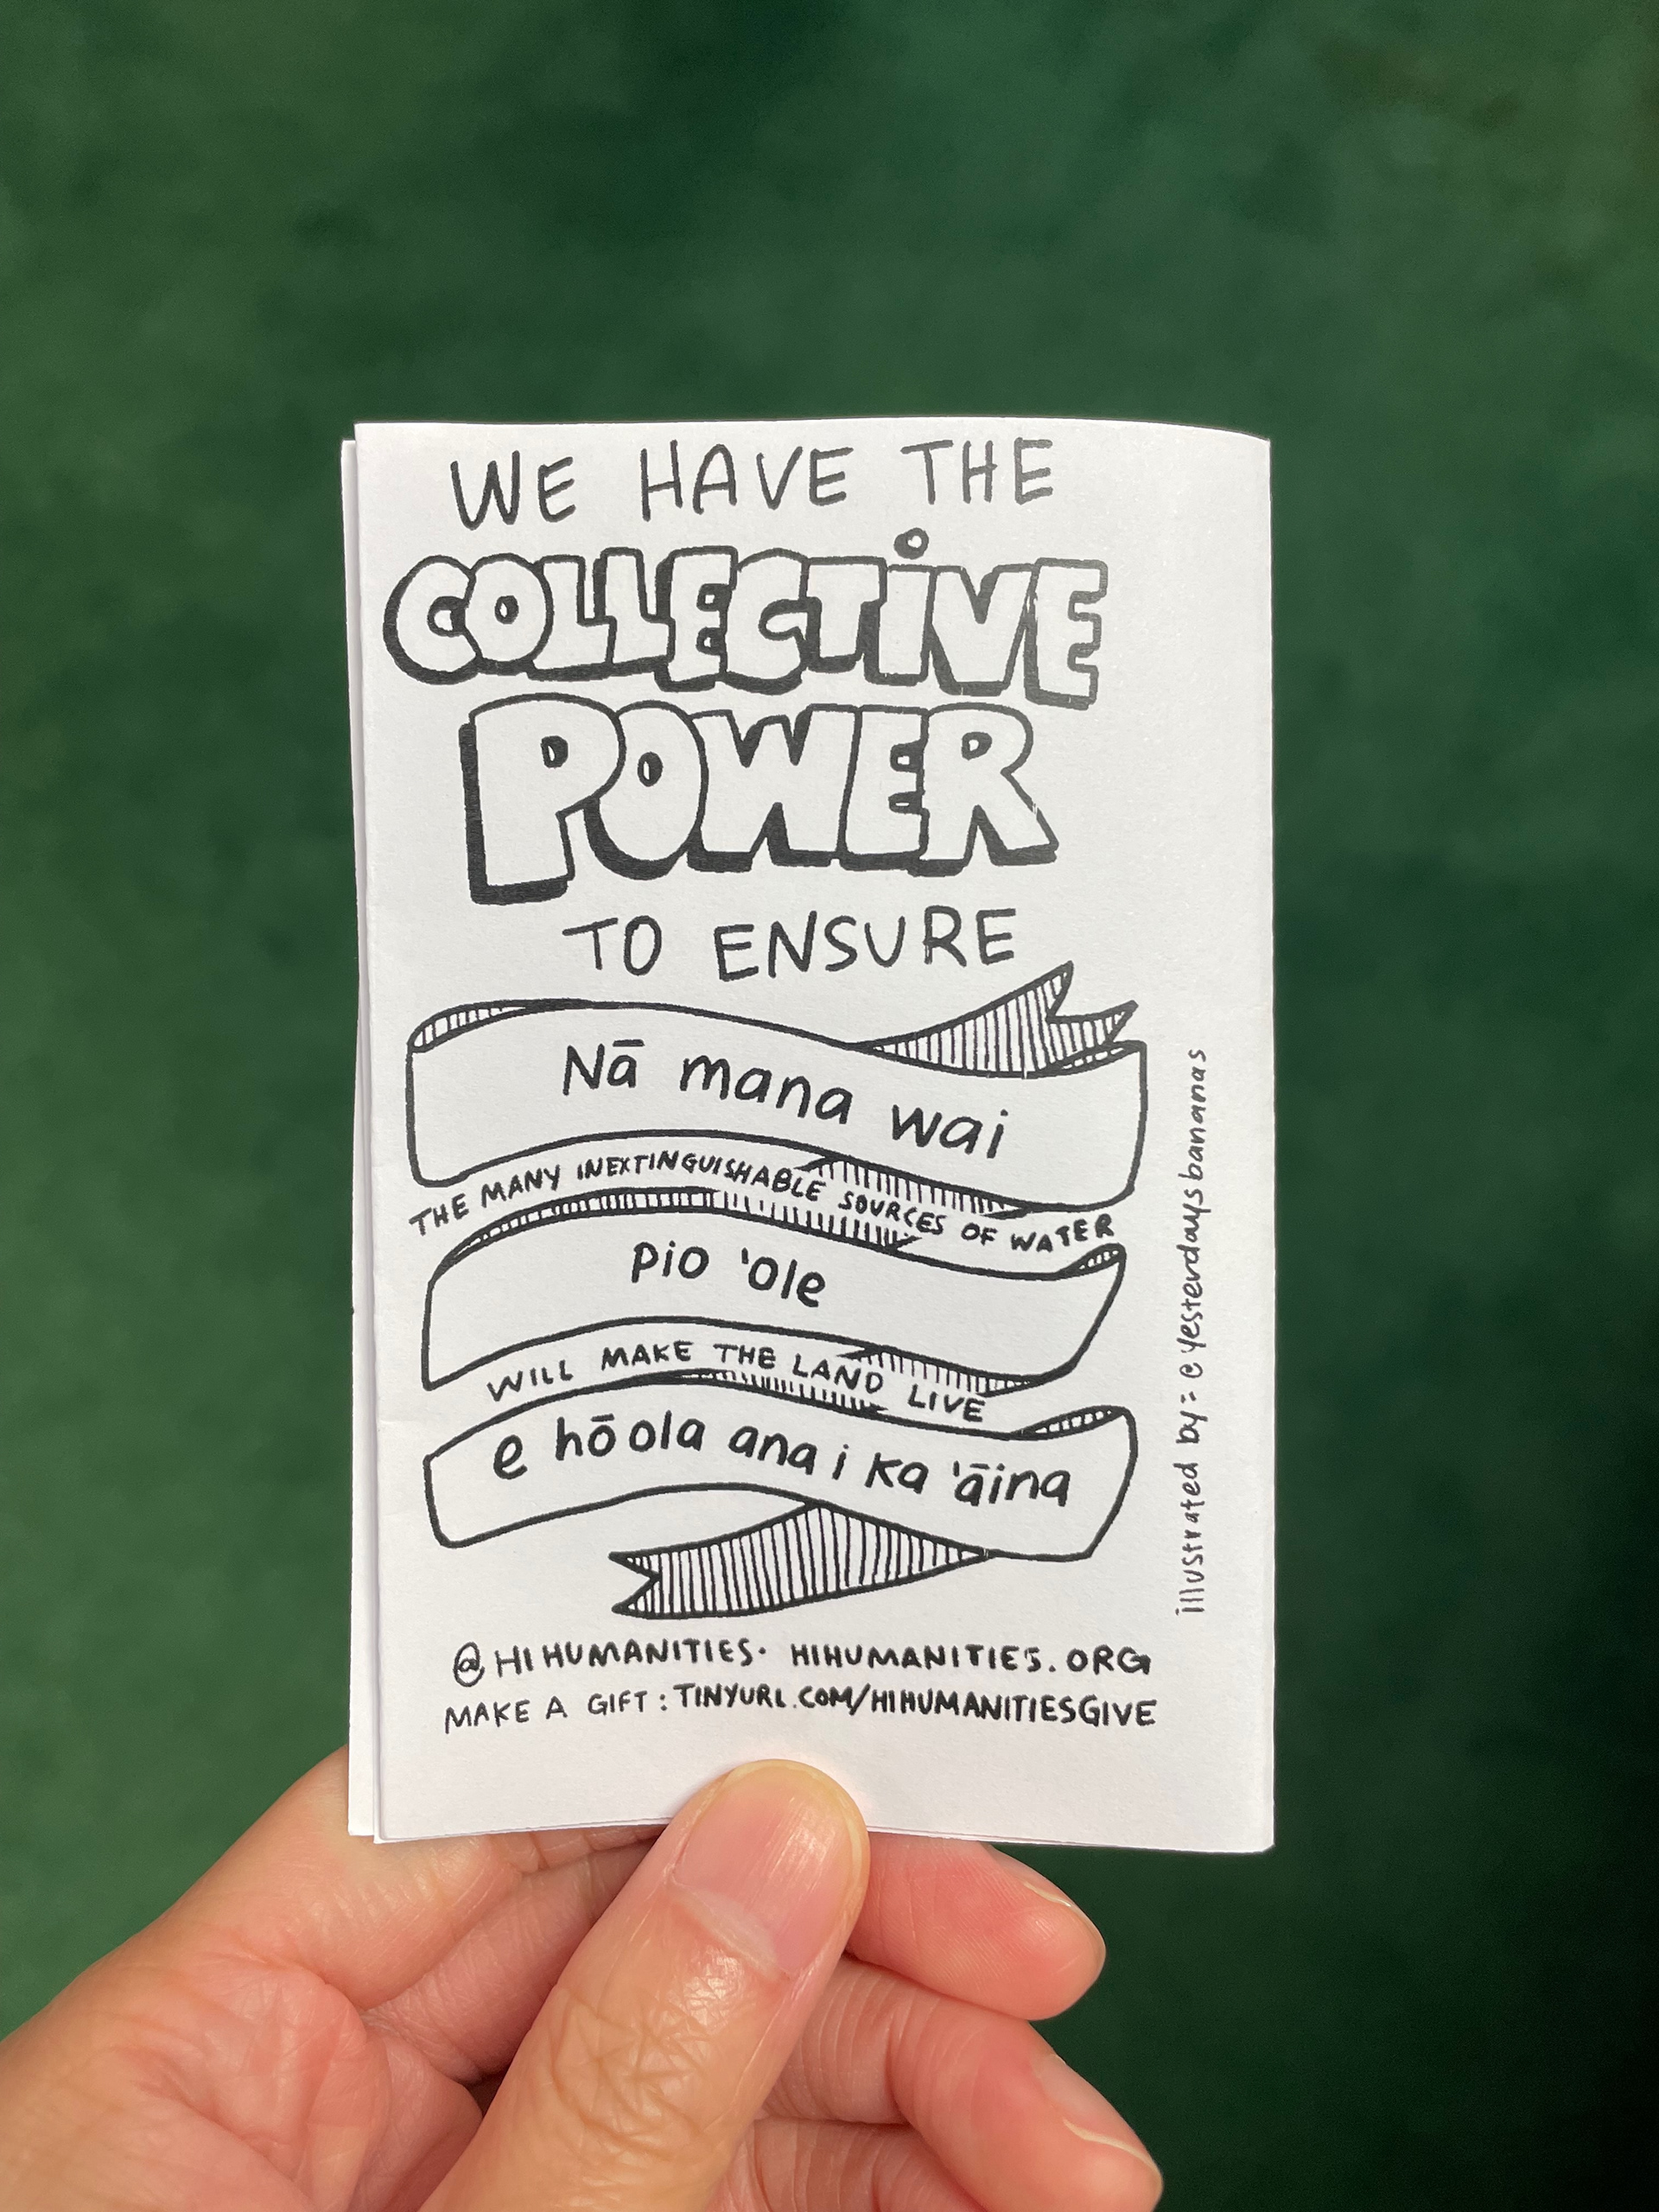 WE HAVE THE
COLLECTiVE
POWER
TO ENSURE
Nā mana wai
THE MANY INEXTINGUISHABLE SOURCES OF WATER
pio ʻole
WILL MAKE THE LAND LIVE
e hōola ana i ka ʻāina
@HIHUMANITIES. HIHUMANITIES.ORG
MAKE A GIFT: TINYURL.COM/HIHUMANITIESGIVE
illustrated by: @yesterdaysbananas